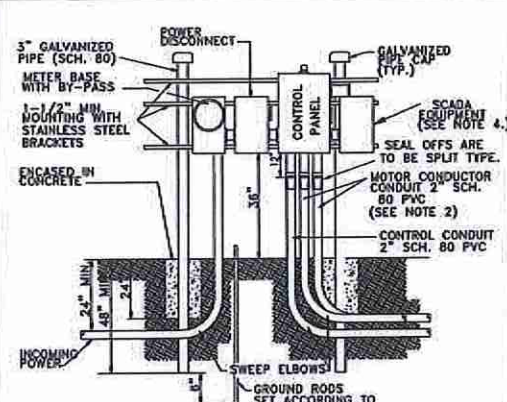 POWER
DISCONNECT
3" GALVANIZED
PIPE (SCH. 80)
METER BASE
WITH BY-PASS
1-1/2" MIN.
MOUNTING WITH
STAINLESS STEEL
BRACKETS
ENCASED IN
CONCRETE
CONTROL
PANEL
GALVANIZED
PIPE CAP
(TYP.)
SCADA
EQUIPMENT
(SEE NOTE 4.)
SEAL OFFS ARE
TO BE SPLIT TYPE.
MOTOR CONDUCTOR
CONDUIT 2" SCH.
80 PVC
(SEE NOTE 2)
CONTROL CONDUIT
2" SCH. 80 PVC
12"
36"
24" MIN
48" MIN
24"
INCOMING
POWER
SWEEP ELBOWS
6"
GROUND RODS
SET ACCORDING TO